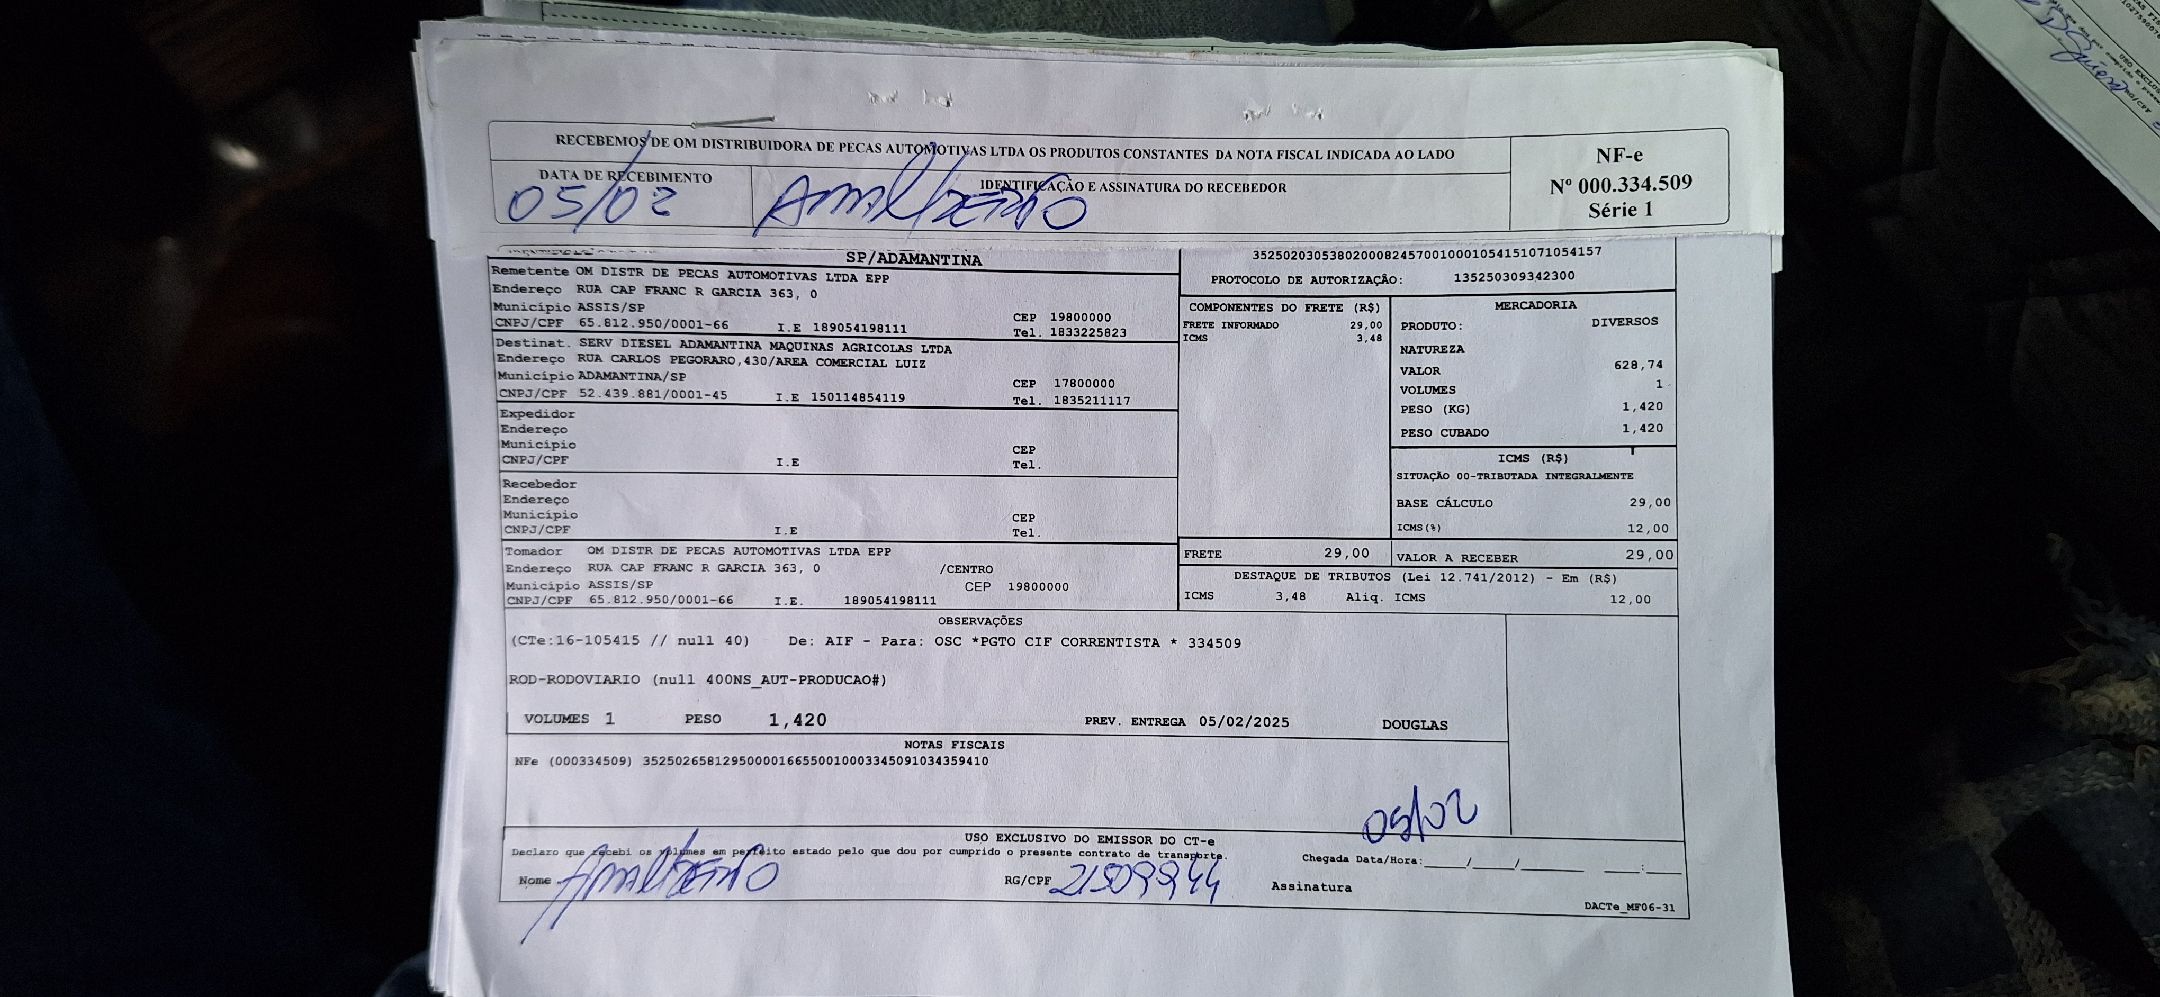 RECEBEMOS DE OM DISTRIBUIDORA DE PECAS AUTOMOTIVAS LTDA OS PRODUTOS CONSTANTES DA NOTA FISCAL INDICADA AO LADO
NF-e
Nº 000.334.509
Série 1
DATA DE RECEBIMENTO
05/02
IDENTIFICAÇÃO E ASSINATURA DO RECEBEDOR
SP/ADAMANTINA
35250203053802000824570010001054151071054157
PROTOCOLO DE AUTORIZAÇÃO: 135250309342300
Remetente OM DISTR DE PECAS AUTOMOTIVAS LTDA EPP
Endereço RUA CAP FRANC R GARCIA 363, 0
Município ASSIS/SP CEP 19800000
CNPJ/CPF 65.812.950/0001-66 I.E 189054198111 Tel. 1833225823
Destinat. SERV DIESEL ADAMANTINA MAQUINAS AGRICOLAS LTDA
Endereço RUA CARLOS PEGORARO,430/AREA COMERCIAL LUIZ
Município ADAMANTINA/SP CEP 17800000
CNPJ/CPF 52.439.881/0001-45 I.E 150114854119 Tel. 1835211117
Expedidor
Endereço
Município CEP
CNPJ/CPF I.E Tel.
Recebedor
Endereço
Município CEP
CNPJ/CPF I.E Tel.
Tomador OM DISTR DE PECAS AUTOMOTIVAS LTDA EPP
Endereço RUA CAP FRANC R GARCIA 363, 0 /CENTRO
Município ASSIS/SP CEP 19800000
CNPJ/CPF 65.812.950/0001-66 I.E. 189054198111
COMPONENTES DO FRETE (R$)
FRETE INFORMADO 29,00
ICMS 3,48
MERCADORIA
PRODUTO: DIVERSOS
NATUREZA
VALOR 628,74
VOLUMES 1
PESO (KG) 1,420
PESO CUBADO 1,420
ICMS (R$)
SITUAÇÃO 00-TRIBUTADA INTEGRALMENTE
BASE CÁLCULO 29,00
ICMS(%) 12,00
FRETE 29,00
VALOR A RECEBER 29,00
DESTAQUE DE TRIBUTOS (Lei 12.741/2012) - Em (R$)
ICMS 3,48 Aliq. ICMS 12,00
OBSERVAÇÕES
(CTe:16-105415 // null 40) De: AIF - Para: OSC *PGTO CIF CORRENTISTA * 334509
ROD-RODOVIARIO (null 400NS_AUT-PRODUCAO#)
VOLUMES 1 PESO 1,420 PREV. ENTREGA 05/02/2025 DOUGLAS
NOTAS FISCAIS
NFe (000334509) 35250265812950000166550010003345091034359410
05/02
USO EXCLUSIVO DO EMISSOR DO CT-e
Declaro que recebi os volumes em perfeito estado pelo que dou por cumprido o presente contrato de transporte.
Chegada Data/Hora:____/____/______ ___:___
Nome RG/CPF Assinatura
DACTe_MF06-31